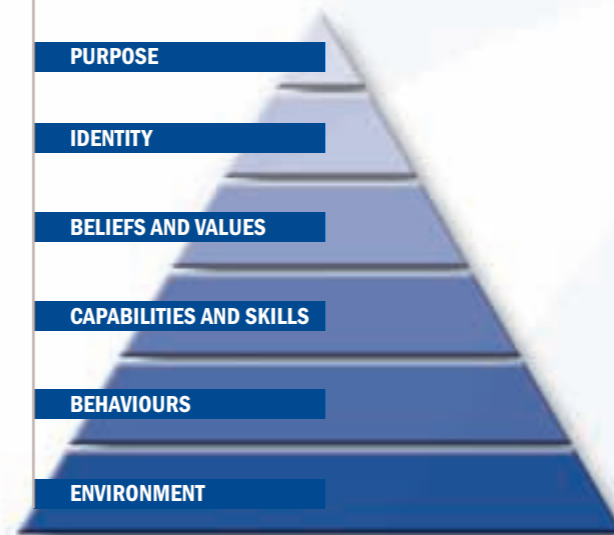 PURPOSE
IDENTITY
BELIEFS AND VALUES
CAPABILITIES AND SKILLS
BEHAVIOURS
ENVIRONMENT